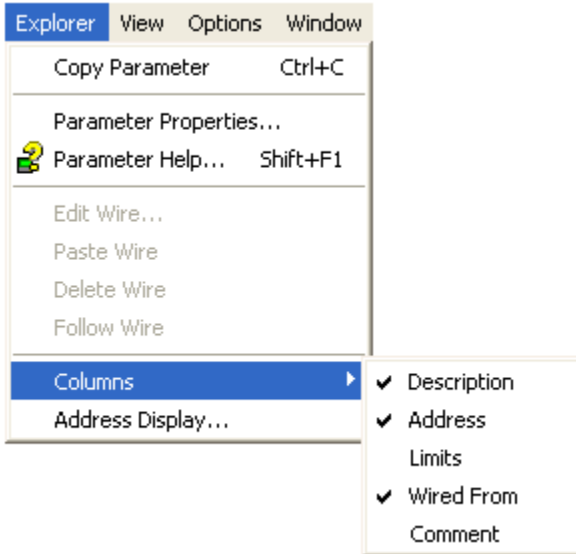 Explorer View Options Window
Copy Parameter Ctrl+C
Parameter Properties...
Parameter Help... Shift+F1
Edit Wire...
Paste Wire
Delete Wire
Follow Wire
Columns
Address Display...
Description
Address
Limits
Wired From
Comment